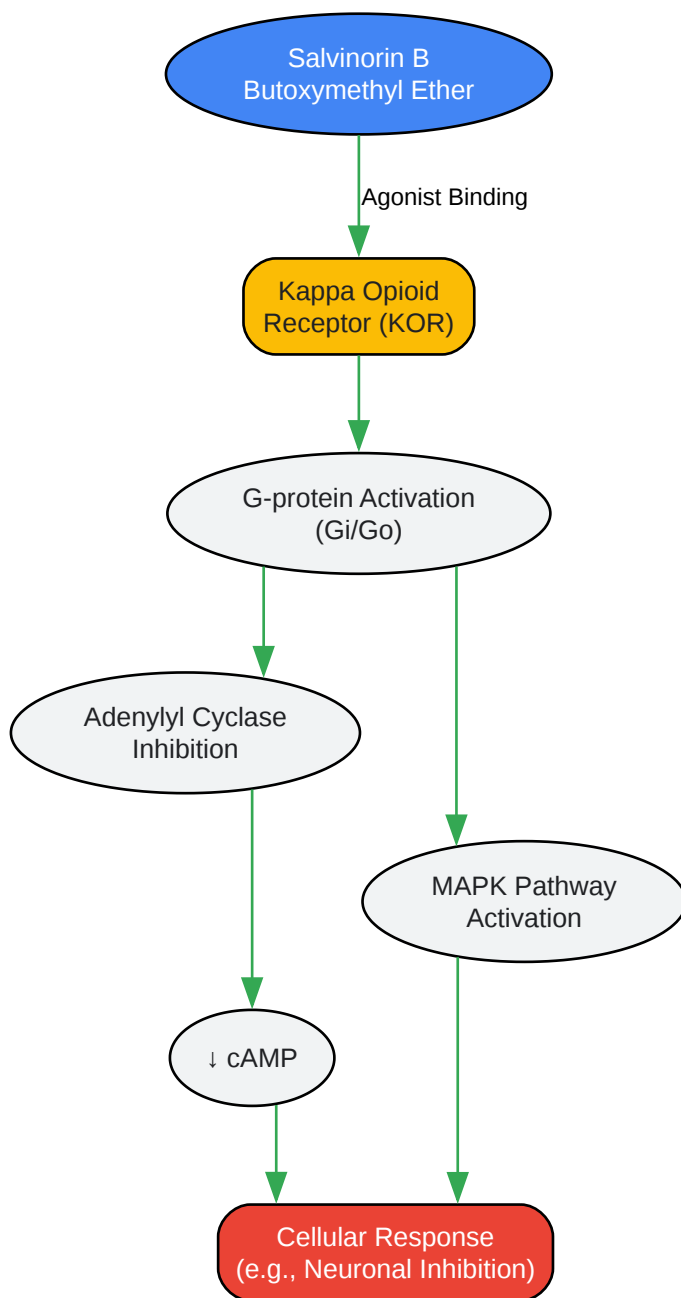 Salvinorin B
Butoxymethyl Ether
Agonist Binding
Kappa Opioid
Receptor (KOR)
G-protein Activation
(Gi/Go)
Adenylyl Cyclase
Inhibition
MAPK Pathway
Activation
↓ cAMP
Cellular Response
(e.g., Neuronal Inhibition)